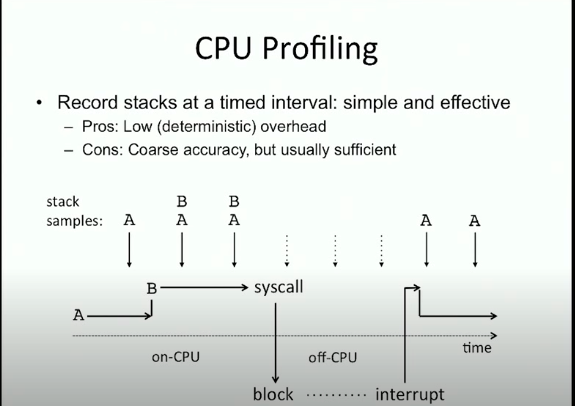 CPU Profiling
• Record stacks at a timed interval: simple and effective
– Pros: Low (deterministic) overhead
– Cons: Coarse accuracy, but usually sufficient
stack B B
samples: A A A A A
B syscall
A
on-CPU off-CPU time
block .......... interrupt